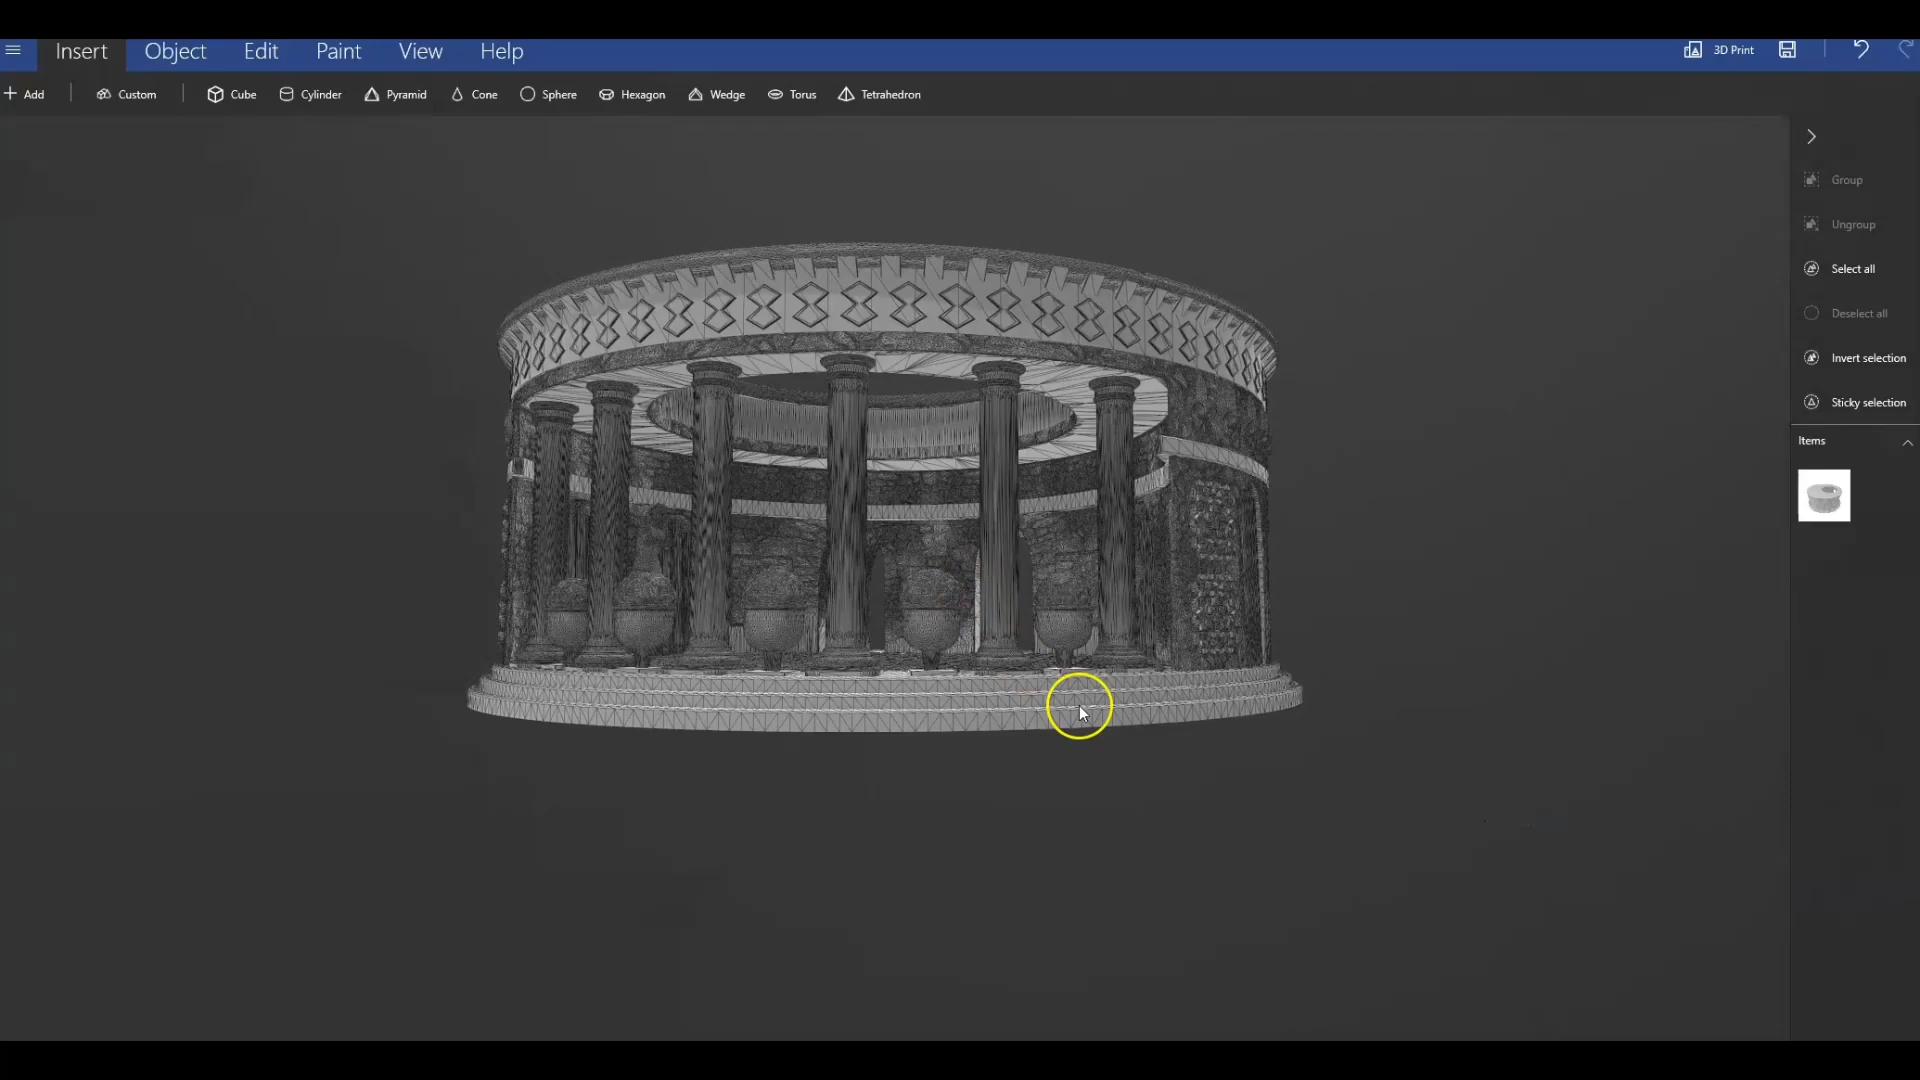 Insert Object Edit Paint View Help 3D Print
Add Custom Cube Cylinder Pyramid Cone Sphere Hexagon Wedge Torus Tetrahedron
Group
Ungroup
Select all
Deselect all
Invert selection
Sticky selection
Items